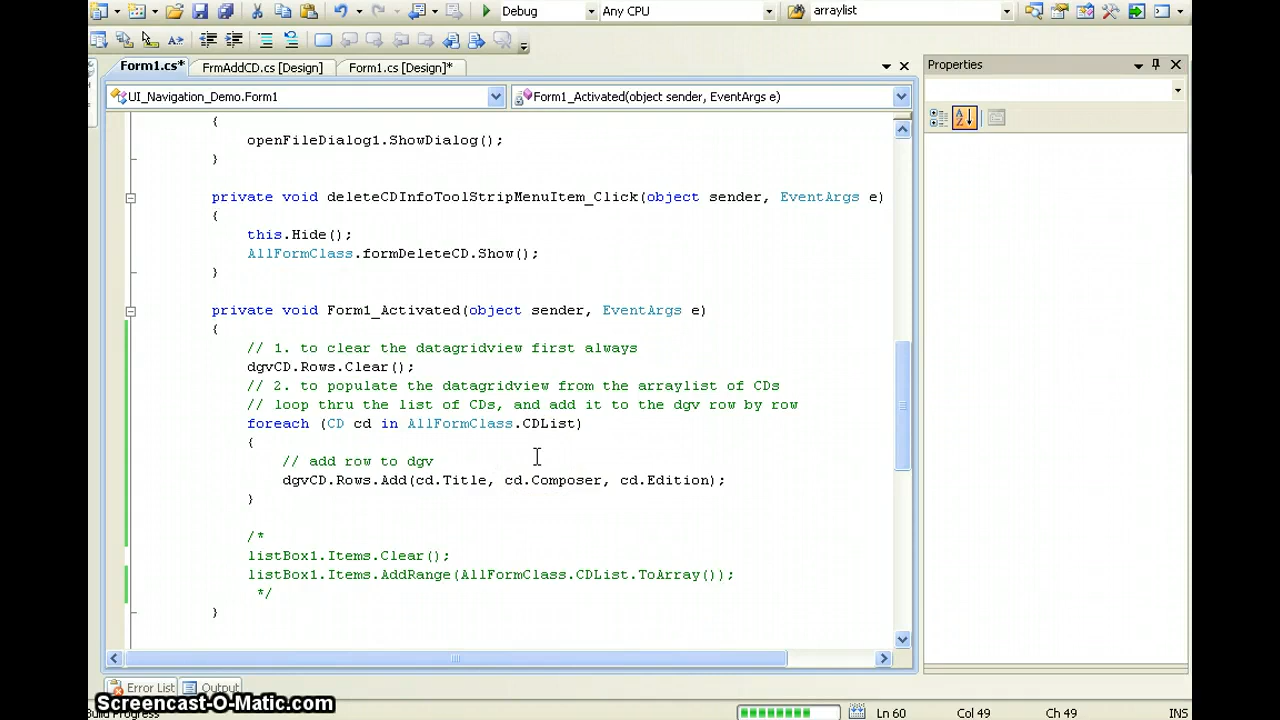 Debug Any CPU arraylist
Form1.cs* FrmAddCD.cs [Design] Form1.cs [Design]*
Properties
UI_Navigation_Demo.Form1 Form1_Activated(object sender, EventArgs e)
{
openFileDialog1.ShowDialog();
}
private void deleteCDInfoToolStripMenuItem_Click(object sender, EventArgs e)
{
this.Hide();
AllFormClass.formDeleteCD.Show();
}
private void Form1_Activated(object sender, EventArgs e)
{
// 1. to clear the datagridview first always
dgvCD.Rows.Clear();
// 2. to populate the datagridview from the arraylist of CDs
// loop thru the list of CDs, and add it to the dgv row by row
foreach (CD cd in AllFormClass.CDList)
{
// add row to dgv
dgvCD.Rows.Add(cd.Title, cd.Composer, cd.Edition);
}
/*
listBox1.Items.Clear();
listBox1.Items.AddRange(AllFormClass.CDList.ToArray());
*/
}
Error List Output
Screencast-O-Matic.com
Ln 60 Col 49 Ch 49 INS